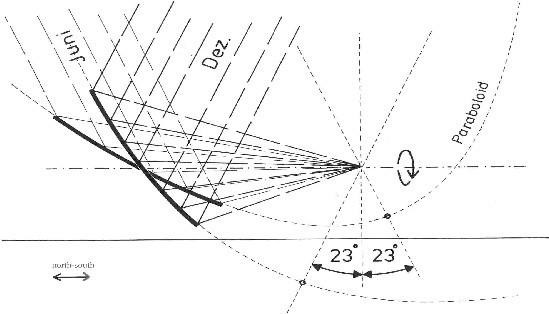 Juni
Dez.
Paraboloid
23° 23°
north-south